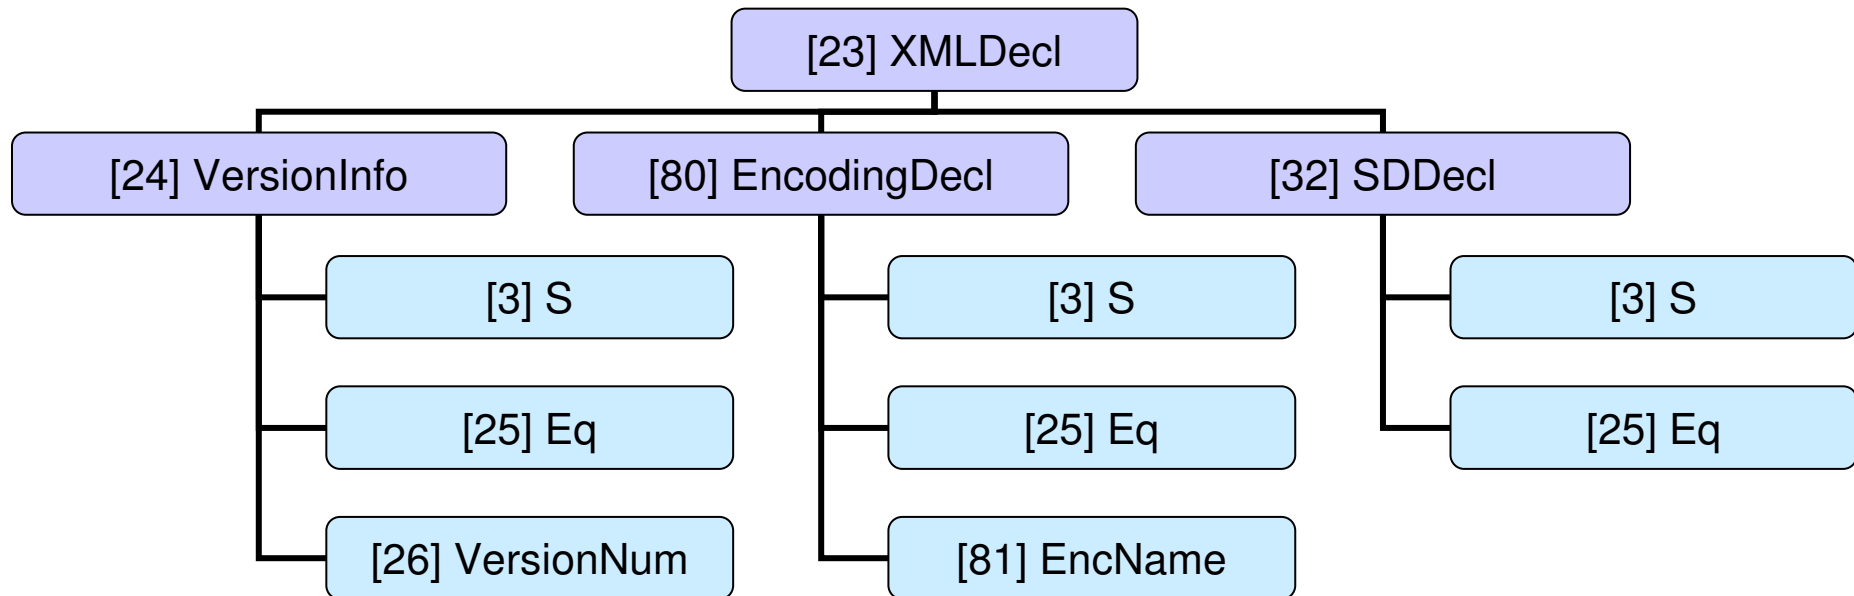 [23] XMLDecl
[24] VersionInfo
[80] EncodingDecl
[32] SDDecl
[3] S
[3] S
[3] S
[25] Eq
[25] Eq
[25] Eq
[26] VersionNum
[81] EncName